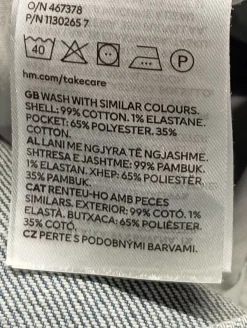 O/N 467378
P/N 1130265 7
40
P
hm.com/takecare
GB WASH WITH SIMILAR COLOURS.
SHELL: 99% COTTON. 1% ELASTANE.
POCKET: 65% POLYESTER. 35%
COTTON.
AL LANI ME NGJYRA TË NGJASHME.
SHTRESA E JASHTME: 99% PAMBUK.
1% ELASTAN. XHEP: 65% POLIESTËR.
35% PAMBUK.
CAT RENTEU-HO AMB PECES
SIMILARS. EXTERIOR: 99% COTÓ. 1%
ELASTÀ. BUTXACA: 65% POLIÈSTER.
35% COTÓ.
CZ PERTE S PODOBNÝMI BARVAMI.